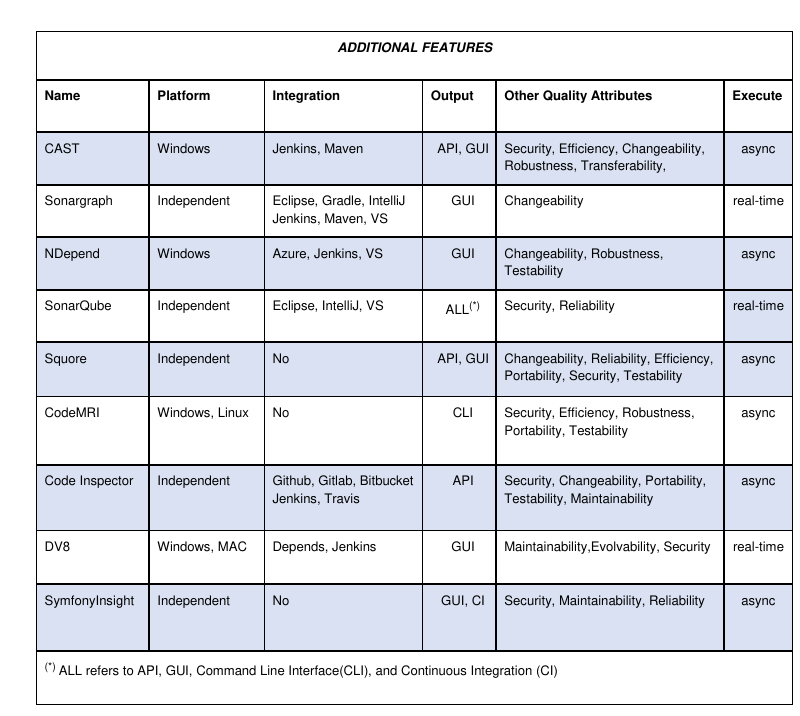 ADDITIONAL FEATURES
Name Platform Integration Output Other Quality Attributes Execute
CAST Windows Jenkins, Maven API, GUI Security, Efficiency, Changeability, async
Robustness, Transferability,
Sonargraph Independent Eclipse, Gradle, IntelliJ GUI Changeability real-time
Jenkins, Maven, VS
NDepend Windows Azure, Jenkins, VS GUI Changeability, Robustness, async
Testability
SonarQube Independent Eclipse, IntelliJ, VS ALL(*) Security, Reliability real-time
Squore Independent No API, GUI Changeability, Reliability, Efficiency, async
Portability, Security, Testability
CodeMRI Windows, Linux No CLI Security, Efficiency, Robustness, async
Portability, Testability
Code Inspector Independent Github, Gitlab, Bitbucket API Security, Changeability, Portability, async
Jenkins, Travis Testability, Maintainability
DV8 Windows, MAC Depends, Jenkins GUI Maintainability,Evolvability, Security real-time
SymfonyInsight Independent No GUI, CI Security, Maintainability, Reliability async
(*) ALL refers to API, GUI, Command Line Interface(CLI), and Continuous Integration (CI)